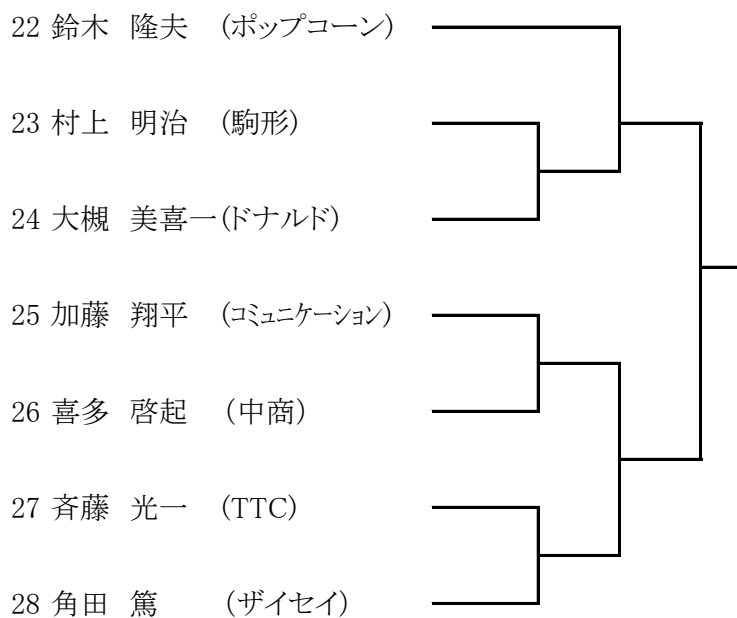 22 鈴木 隆夫 (ポップコーン)
23 村上 明治 (駒形)
24 大槻 美喜一(ドナルド)
25 加藤 翔平 (コミュニケーション)
26 喜多 啓起 (中商)
27 斉藤 光一 (TTC)
28 角田 篤 (ザイセイ)